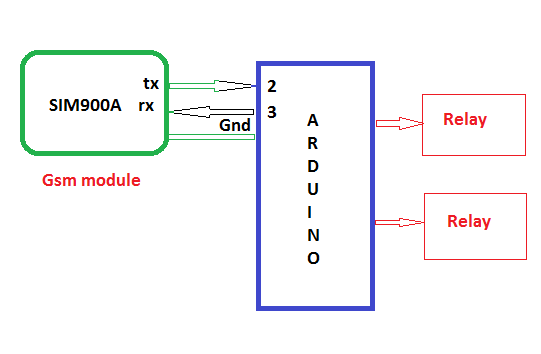 tx
2
SIM900A
rx
3
Gnd
Gsm module
A
R
D
U
I
N
O
Relay
Relay